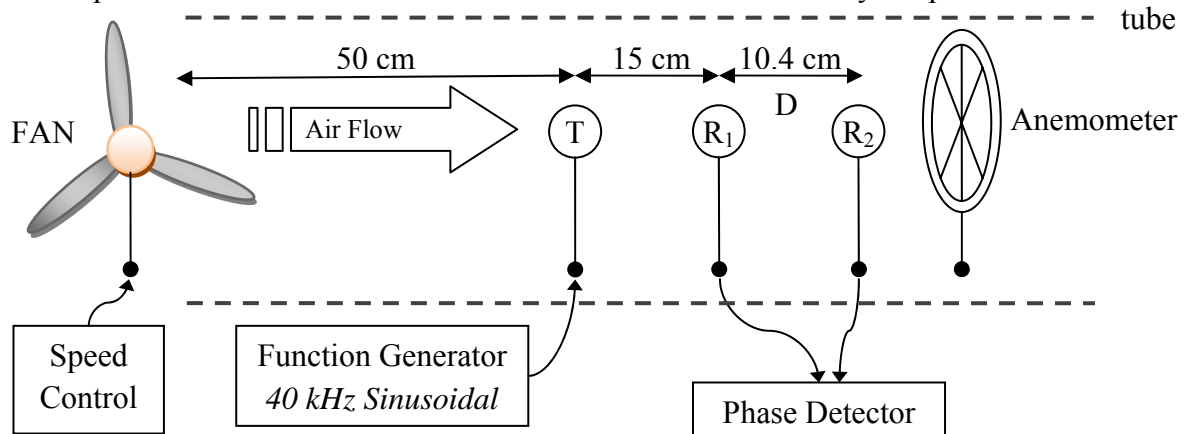 tube
50 cm
15 cm
10.4 cm
D
FAN
Air Flow
T
R₁
R₂
Anemometer
Speed
Control
Function Generator
40 kHz Sinusoidal
Phase Detector